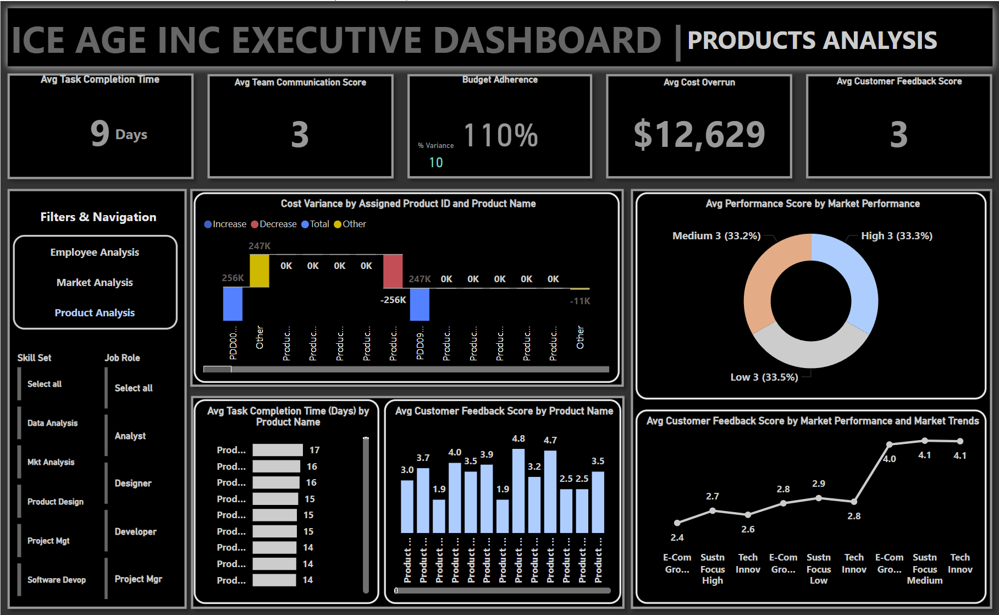 ICE AGE INC EXECUTIVE DASHBOARD | PRODUCTS ANALYSIS
Avg Task Completion Time
9 Days
Avg Team Communication Score
3
Budget Adherence
110%
% Variance
10
Avg Cost Overrun
$12,629
Avg Customer Feedback Score
3
Filters & Navigation
Employee Analysis
Market Analysis
Product Analysis
Skill Set
Select all
Data Analysis
Mkt Analysis
Product Design
Project Mgt
Software Devop
Job Role
Select all
Analyst
Designer
Developer
Project Mgr
Cost Variance by Assigned Product ID and Product Name
Increase Decrease Total Other
256K 247K 0K 0K 0K 0K -256K 247K 0K 0K 0K 0K 0K -11K
PDD00... Other Produc... Produc... Produc... Produc... Produc... PDD09... Produc... Produc... Produc... Produc... Produc... Other
Avg Task Completion Time (Days) by
Product Name
Prod... 17
Prod... 16
Prod... 16
Prod... 15
Prod... 15
Prod... 15
Prod... 14
Prod... 14
Prod... 14
Avg Customer Feedback Score by Product Name
3.0 3.7 1.9 4.0 3.5 3.9 1.9 4.8 3.2 4.7 2.5 2.5 3.5
Product ... Product ... Product ... Product ... Product ... Product ... Product ... Product ... Product ... Product ... Product ... Product ... Product ...
Avg Performance Score by Market Performance
Medium 3 (33.2%)
High 3 (33.3%)
Low 3 (33.5%)
Avg Customer Feedback Score by Market Performance and Market Trends
2.4 2.7 2.6 2.8 2.9 2.8 4.0 4.1 4.1
E-Com Sustn Tech E-Com Sustn Tech E-Com Sustn Tech
Gro... Focus Innov Gro... Focus Innov Gro... Focus Innov
High Low Medium